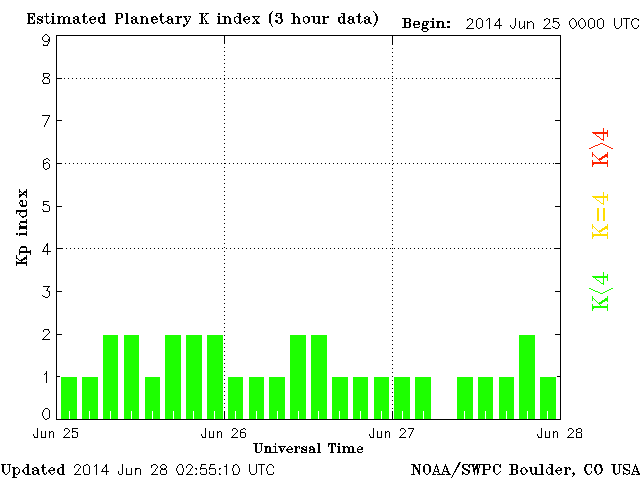 Estimated Planetary K index (3 hour data) Begin: 2014 Jun 25 0000 UTC
9
8
7
6
5
4
3
2
1
0
Kp index
K>4
K=4
K<4
Jun 25 Jun 26 Jun 27 Jun 28
Universal Time
Updated 2014 Jun 28 02:55:10 UTC NOAA/SWPC Boulder, CO USA